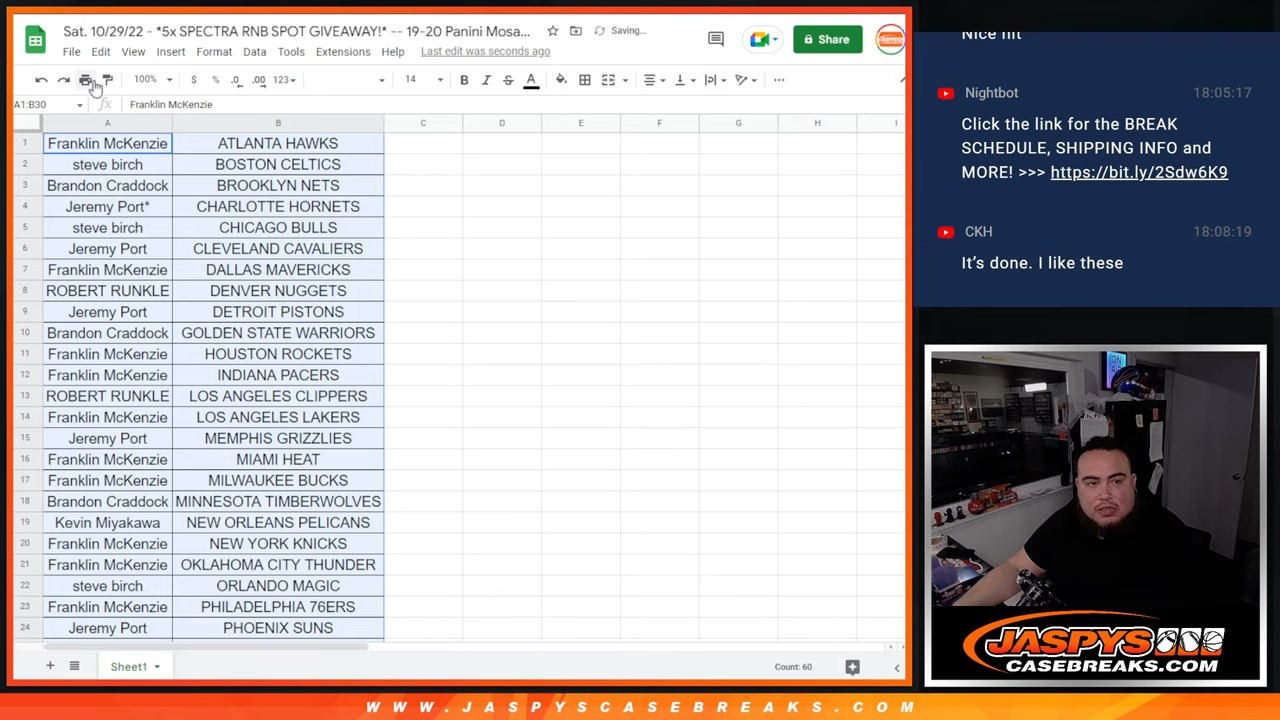 Sat. 10/29/22 - *5x SPECTRA RNB SPOT GIVEAWAY!* -- 19-20 Panini Mosa...
Saving...
File Edit View Insert Format Data Tools Extensions Help Last edit was seconds ago
Share
100% $ % .0 .00 123 14 B I S A
A1:B30 fx Franklin McKenzie
A B C D E F G H I
1 Franklin McKenzie ATLANTA HAWKS
2 steve birch BOSTON CELTICS
3 Brandon Craddock BROOKLYN NETS
4 Jeremy Port* CHARLOTTE HORNETS
5 steve birch CHICAGO BULLS
6 Jeremy Port CLEVELAND CAVALIERS
7 Franklin McKenzie DALLAS MAVERICKS
8 ROBERT RUNKLE DENVER NUGGETS
9 Jeremy Port DETROIT PISTONS
10 Brandon Craddock GOLDEN STATE WARRIORS
11 Franklin McKenzie HOUSTON ROCKETS
12 Franklin McKenzie INDIANA PACERS
13 ROBERT RUNKLE LOS ANGELES CLIPPERS
14 Franklin McKenzie LOS ANGELES LAKERS
15 Jeremy Port MEMPHIS GRIZZLIES
16 Franklin McKenzie MIAMI HEAT
17 Franklin McKenzie MILWAUKEE BUCKS
18 Brandon Craddock MINNESOTA TIMBERWOLVES
19 Kevin Miyakawa NEW ORLEANS PELICANS
20 Franklin McKenzie NEW YORK KNICKS
21 Franklin McKenzie OKLAHOMA CITY THUNDER
22 steve birch ORLANDO MAGIC
23 Franklin McKenzie PHILADELPHIA 76ERS
24 Jeremy Port PHOENIX SUNS
Sheet1
Count: 60
Nice hit
Nightbot 18:05:17
Click the link for the BREAK
SCHEDULE, SHIPPING INFO and
MORE! >>> https://bit.ly/2Sdw6K9
CKH 18:08:19
It's done. I like these
JASPYS
CASEBREAKS.COM
WWW.JASPYSCASEBREAKS.COM